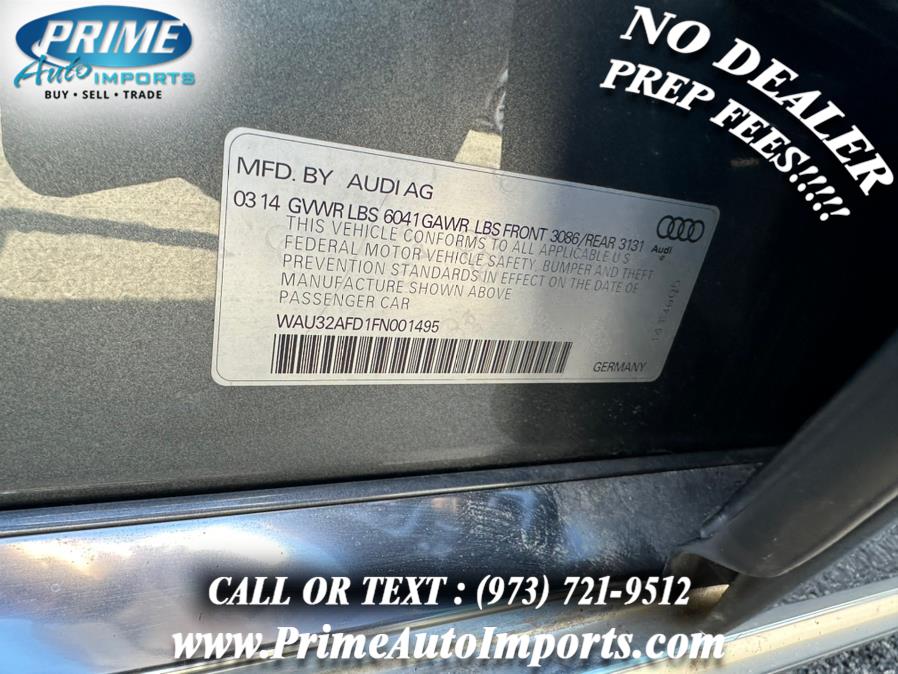 PRIME
Auto IMPORTS
BUY • SELL • TRADE
NO DEALER
PREP FEES!!!!!
MFD. BY AUDI AG
03 14 GVWR LBS 6041 GAWR LBS FRONT 3086/REAR 3131
THIS VEHICLE CONFORMS TO ALL APPLICABLE U S
FEDERAL MOTOR VEHICLE SAFETY, BUMPER AND THEFT
PREVENTION STANDARDS IN EFFECT ON THE DATE OF
MANUFACTURE SHOWN ABOVE
PASSENGER CAR
WAU32AFD1FN001495
Audi
GERMANY
CALL OR TEXT : (973) 721-9512
www.PrimeAutoImports.com